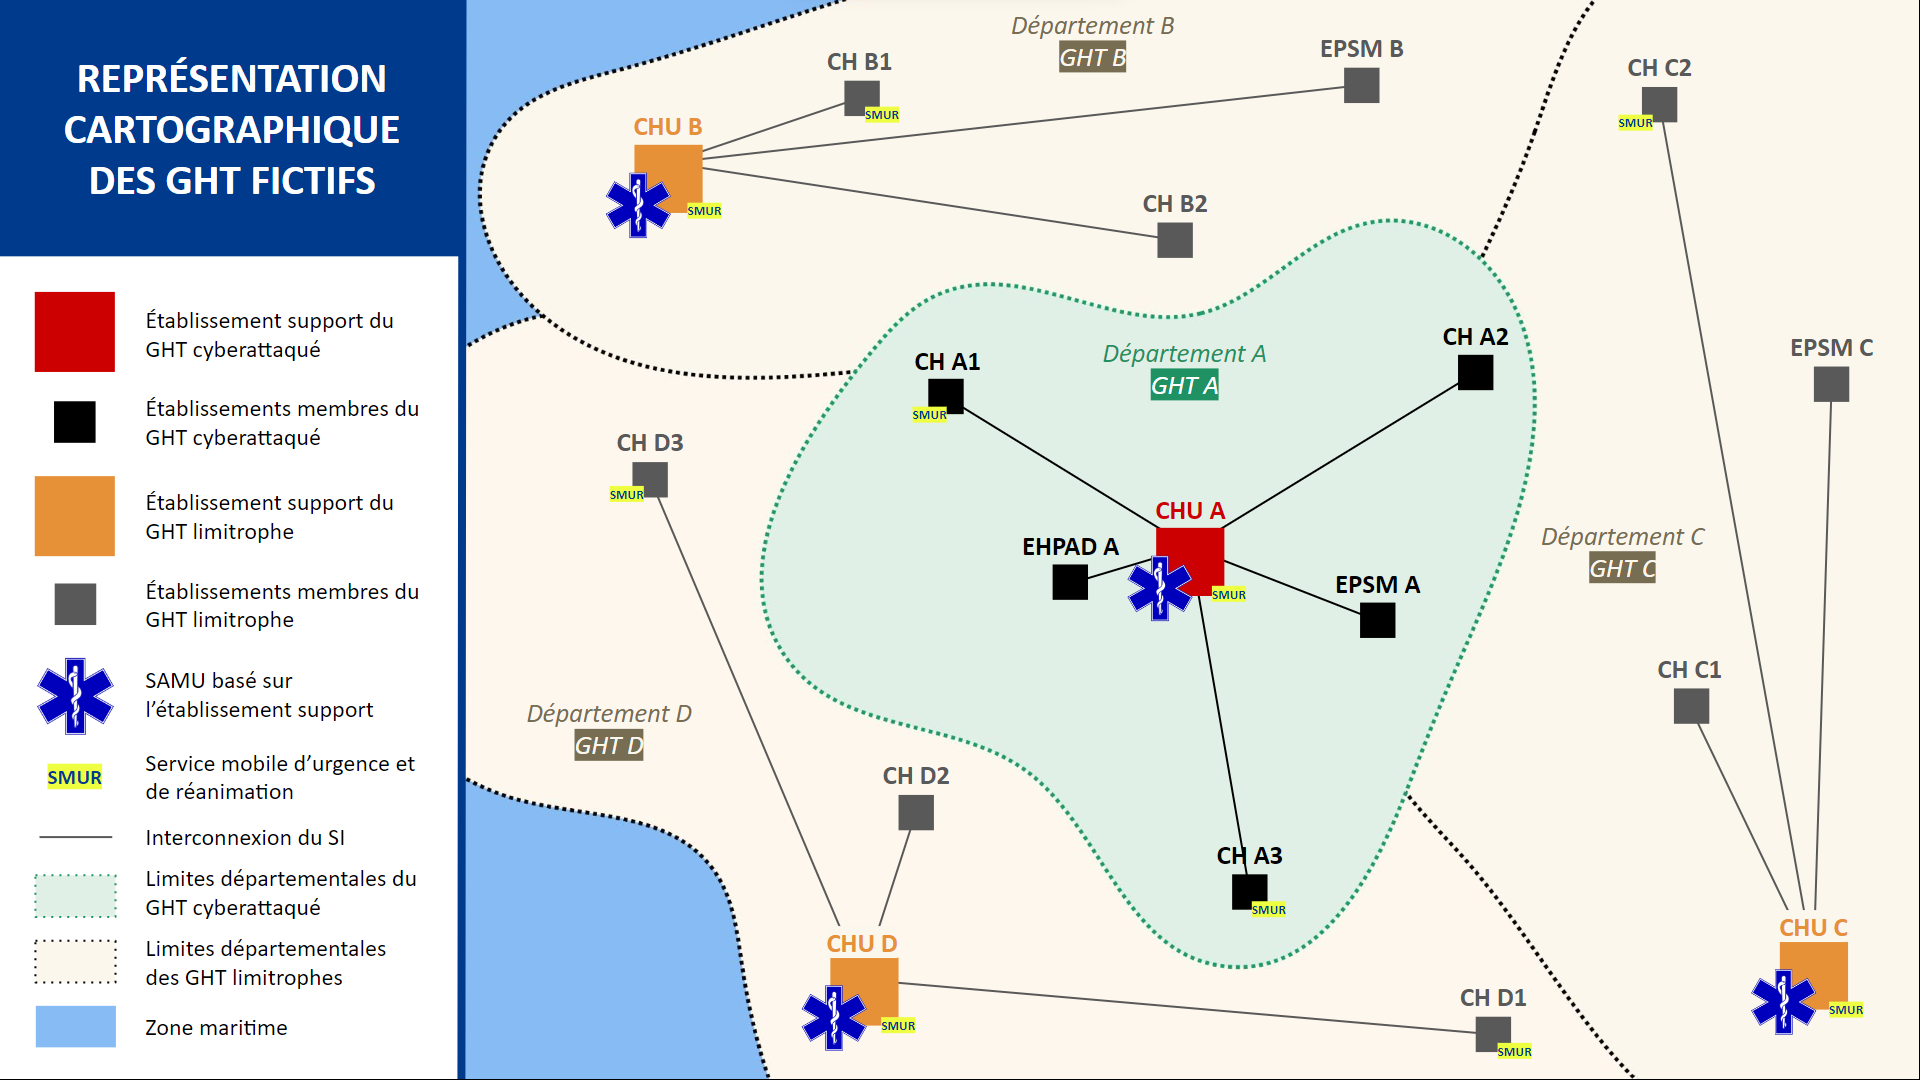 REPRÉSENTATION
CARTOGRAPHIQUE
DES GHT FICTIFS
Établissement support du
GHT cyberattaqué
Établissements membres du
GHT cyberattaqué
Établissement support du
GHT limitrophe
Établissements membres du
GHT limitrophe
SAMU basé sur
l'établissement support
SMUR
Service mobile d'urgence et
de réanimation
Interconnexion du SI
Limites départementales du
GHT cyberattaqué
Limites départementales
des GHT limitrophes
Zone maritime
Département B
GHT B
CH B1
SMUR
EPSM B
CHU B
SMUR
CH B2
CH C2
SMUR
EPSM C
Département C
GHT C
CH C1
CHU C
SMUR
Département A
GHT A
CH A1
SMUR
CH A2
CHU A
SMUR
EHPAD A
EPSM A
CH A3
SMUR
CH D3
SMUR
Département D
GHT D
CH D2
CHU D
SMUR
CH D1
SMUR